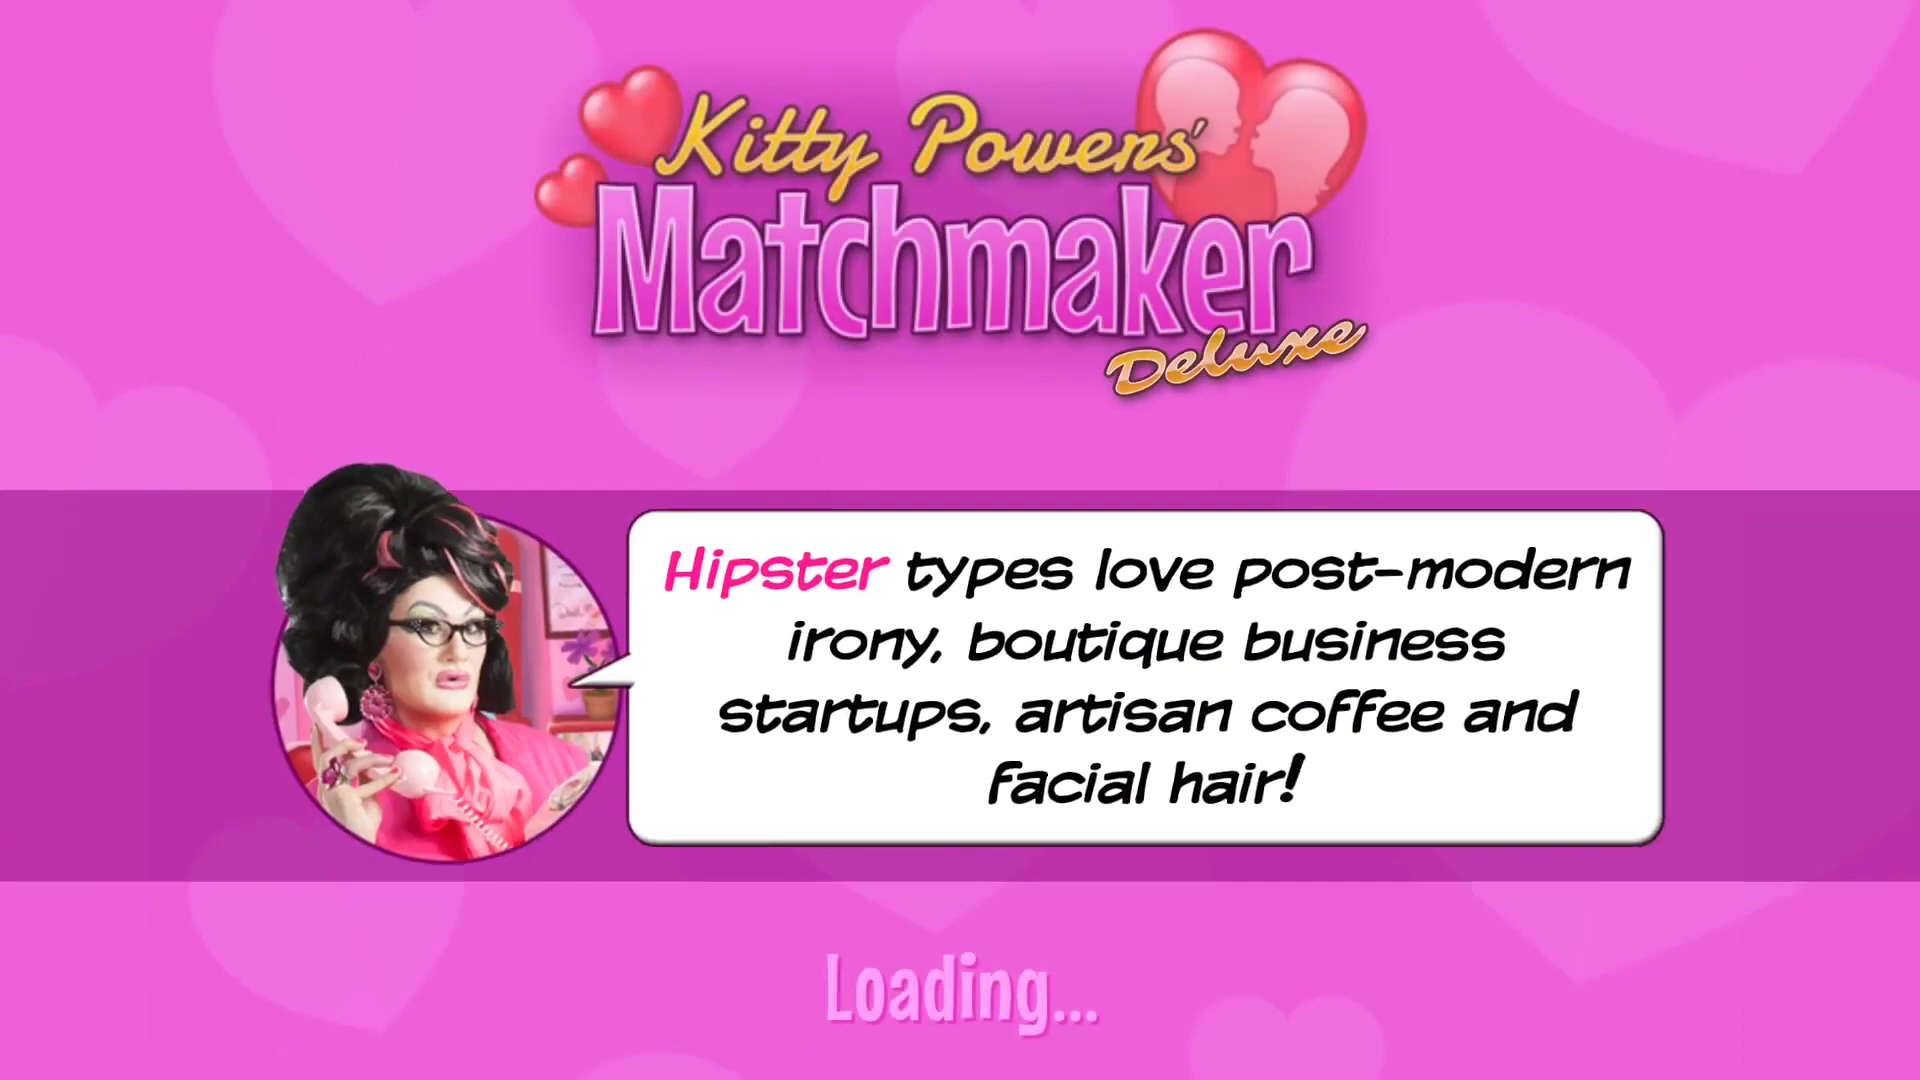 Kitty Powers'
Matchmaker
Deluxe
Hipster types love post-modern
irony, boutique business
startups, artisan coffee and
facial hair!
Loading...